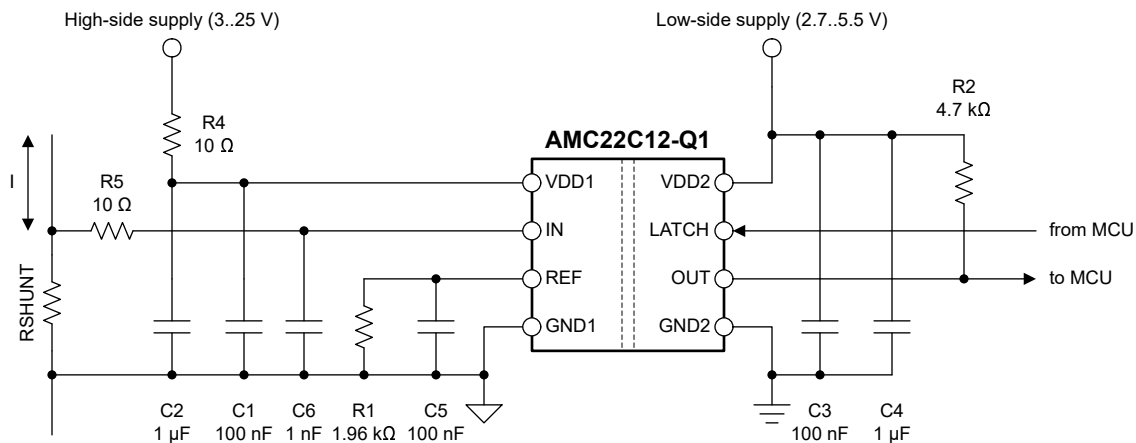 High-side supply (3..25 V)
Low-side supply (2.7..5.5 V)
R4
10 Ω
R2
4.7 kΩ
AMC22C12-Q1
I
R5
10 Ω
VDD1
VDD2
IN
LATCH
from MCU
RSHUNT
REF
OUT
to MCU
GND1
GND2
C2
1 µF
C1
100 nF
C6
1 nF
R1
1.96 kΩ
C5
100 nF
C3
100 nF
C4
1 µF